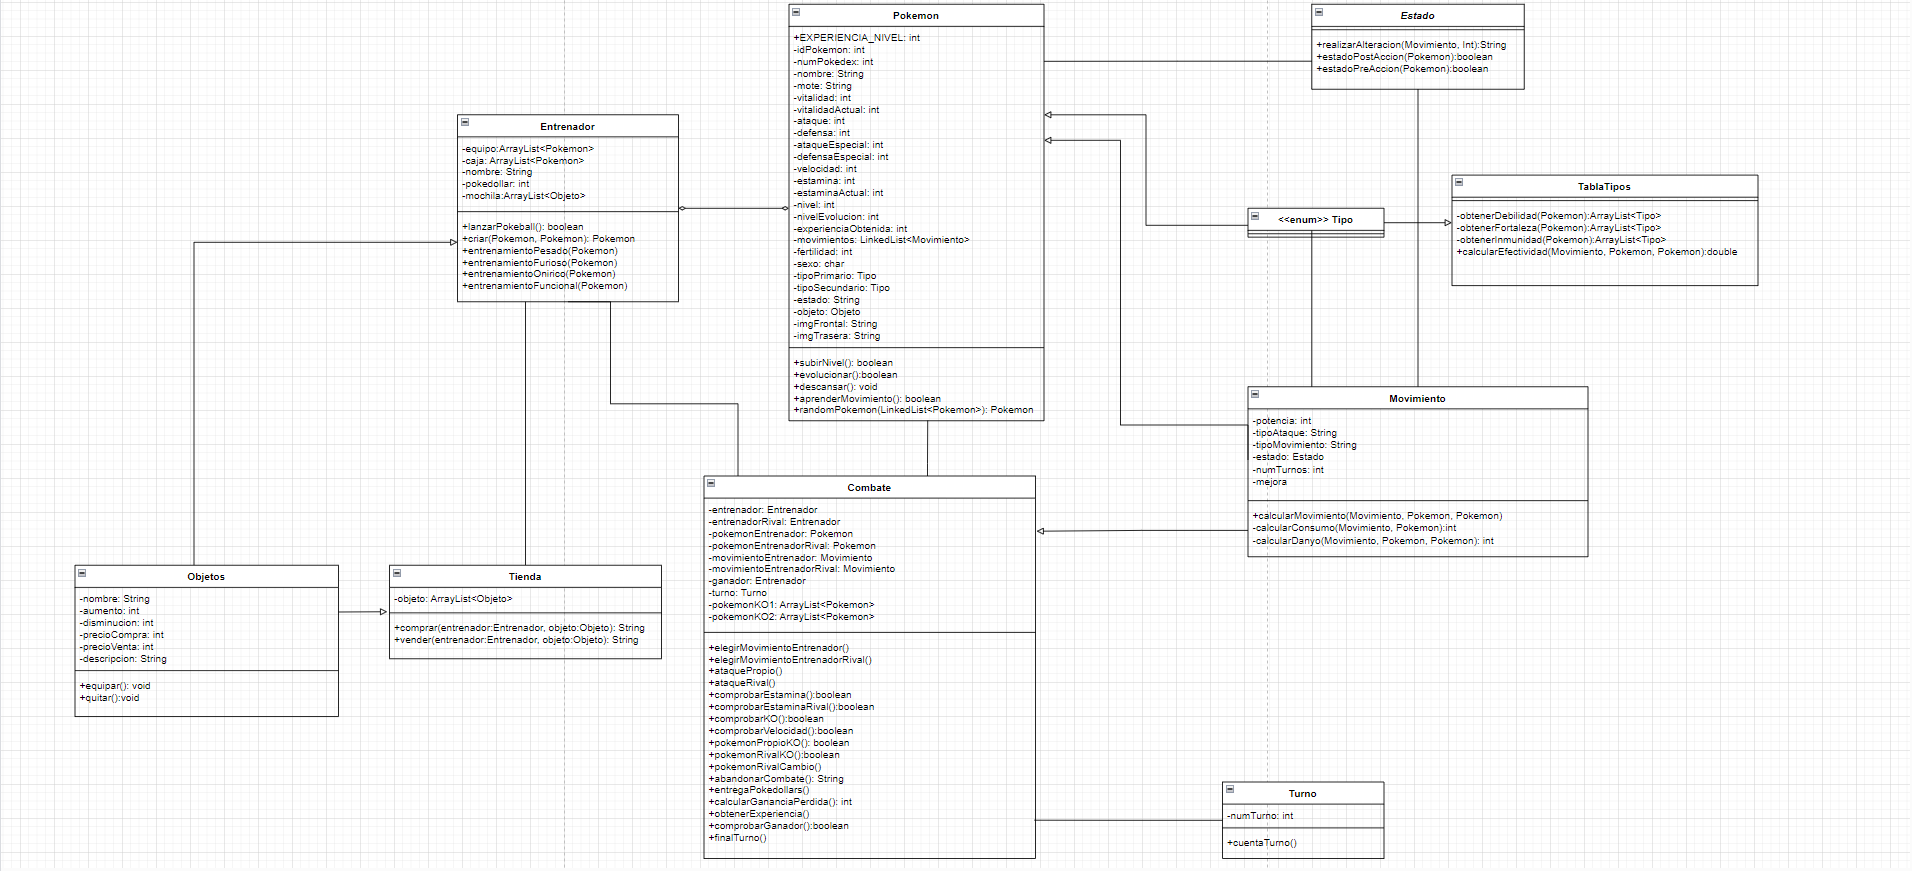 Pokemon
+EXPERIENCIA_NIVEL: int
-idPokemon: int
-numPokedex: int
-nombre: String
-mote: String
-vitalidad: int
-vitalidadActual: int
-ataque: int
-defensa: int
-ataqueEspecial: int
-defensaEspecial: int
-velocidad: int
-estamina: int
-estaminaActual: int
-nivel: int
-nivelEvolucion: int
-experienciaObtenida: int
-movimientos: LinkedList<Movimiento>
-fertilidad: int
-sexo: char
-tipoPrimario: Tipo
-tipoSecundario: Tipo
-estado: String
-objeto: Objeto
-imgFrontal: String
-imgTrasera: String
+subirNivel(): boolean
+evolucionar():boolean
+descansar(): void
+aprenderMovimiento(): boolean
+randomPokemon(LinkedList<Pokemon>): Pokemon
Estado
+realizarAlteracion(Movimiento, Int):String
+estadoPostAccion(Pokemon):boolean
+estadoPreAccion(Pokemon):boolean
Entrenador
-equipo:ArrayList<Pokemon>
-caja: ArrayList<Pokemon>
-nombre: String
-pokedollar: int
-mochila:ArrayList<Objeto>
+lanzarPokeball(): boolean
+criar(Pokemon, Pokemon): Pokemon
+entrenamientoPesado(Pokemon)
+entrenamientoFurioso(Pokemon)
+entrenamientoOnirico(Pokemon)
+entrenamientoFuncional(Pokemon)
<<enum>> Tipo
TablaTipos
-obtenerDebilidad(Pokemon):ArrayList<Tipo>
-obtenerFortaleza(Pokemon):ArrayList<Tipo>
-obtenerInmunidad(Pokemon):ArrayList<Tipo>
+calcularEfectividad(Movimiento, Pokemon, Pokemon):double
Movimiento
-potencia: int
-tipoAtaque: String
-tipoMovimiento: String
-estado: Estado
-numTurnos: int
-mejora
+calcularMovimiento(Movimiento, Pokemon, Pokemon)
-calcularConsumo(Movimiento, Pokemon):int
-calcularDanyo(Movimiento, Pokemon, Pokemon): int
Combate
-entrenador: Entrenador
-entrenadorRival: Entrenador
-pokemonEntrenador: Pokemon
-pokemonEntrenadorRival: Pokemon
-movimientoEntrenador: Movimiento
-movimientoEntrenadorRival: Movimiento
-ganador: Entrenador
-turno: Turno
-pokemonKO1: ArrayList<Pokemon>
-pokemonKO2: ArrayList<Pokemon>
+elegirMovimientoEntrenador()
+elegirMovimientoEntrenadorRival()
+ataquePropio()
+ataqueRival()
+comprobarEstamina():boolean
+comprobarEstaminaRival():boolean
+comprobarKO():boolean
+comprobarVelocidad():boolean
+pokemonPropioKO(): boolean
+pokemonRivalKO():boolean
+pokemonRivalCambio()
+abandonarCombate(): String
+entregaPokedollars()
+calcularGananciaPerdida(): int
+obtenerExperiencia()
+comprobarGanador():boolean
+finalTurno()
Objetos
-nombre: String
-aumento: int
-disminucion: int
-precioCompra: int
-precioVenta: int
-descripcion: String
+equipar(): void
+quitar():void
Tienda
-objeto: ArrayList<Objeto>
+comprar(entrenador:Entrenador, objeto:Objeto): String
+vender(entrenador:Entrenador, objeto:Objeto): String
Turno
-numTurno: int
+cuentaTurno()